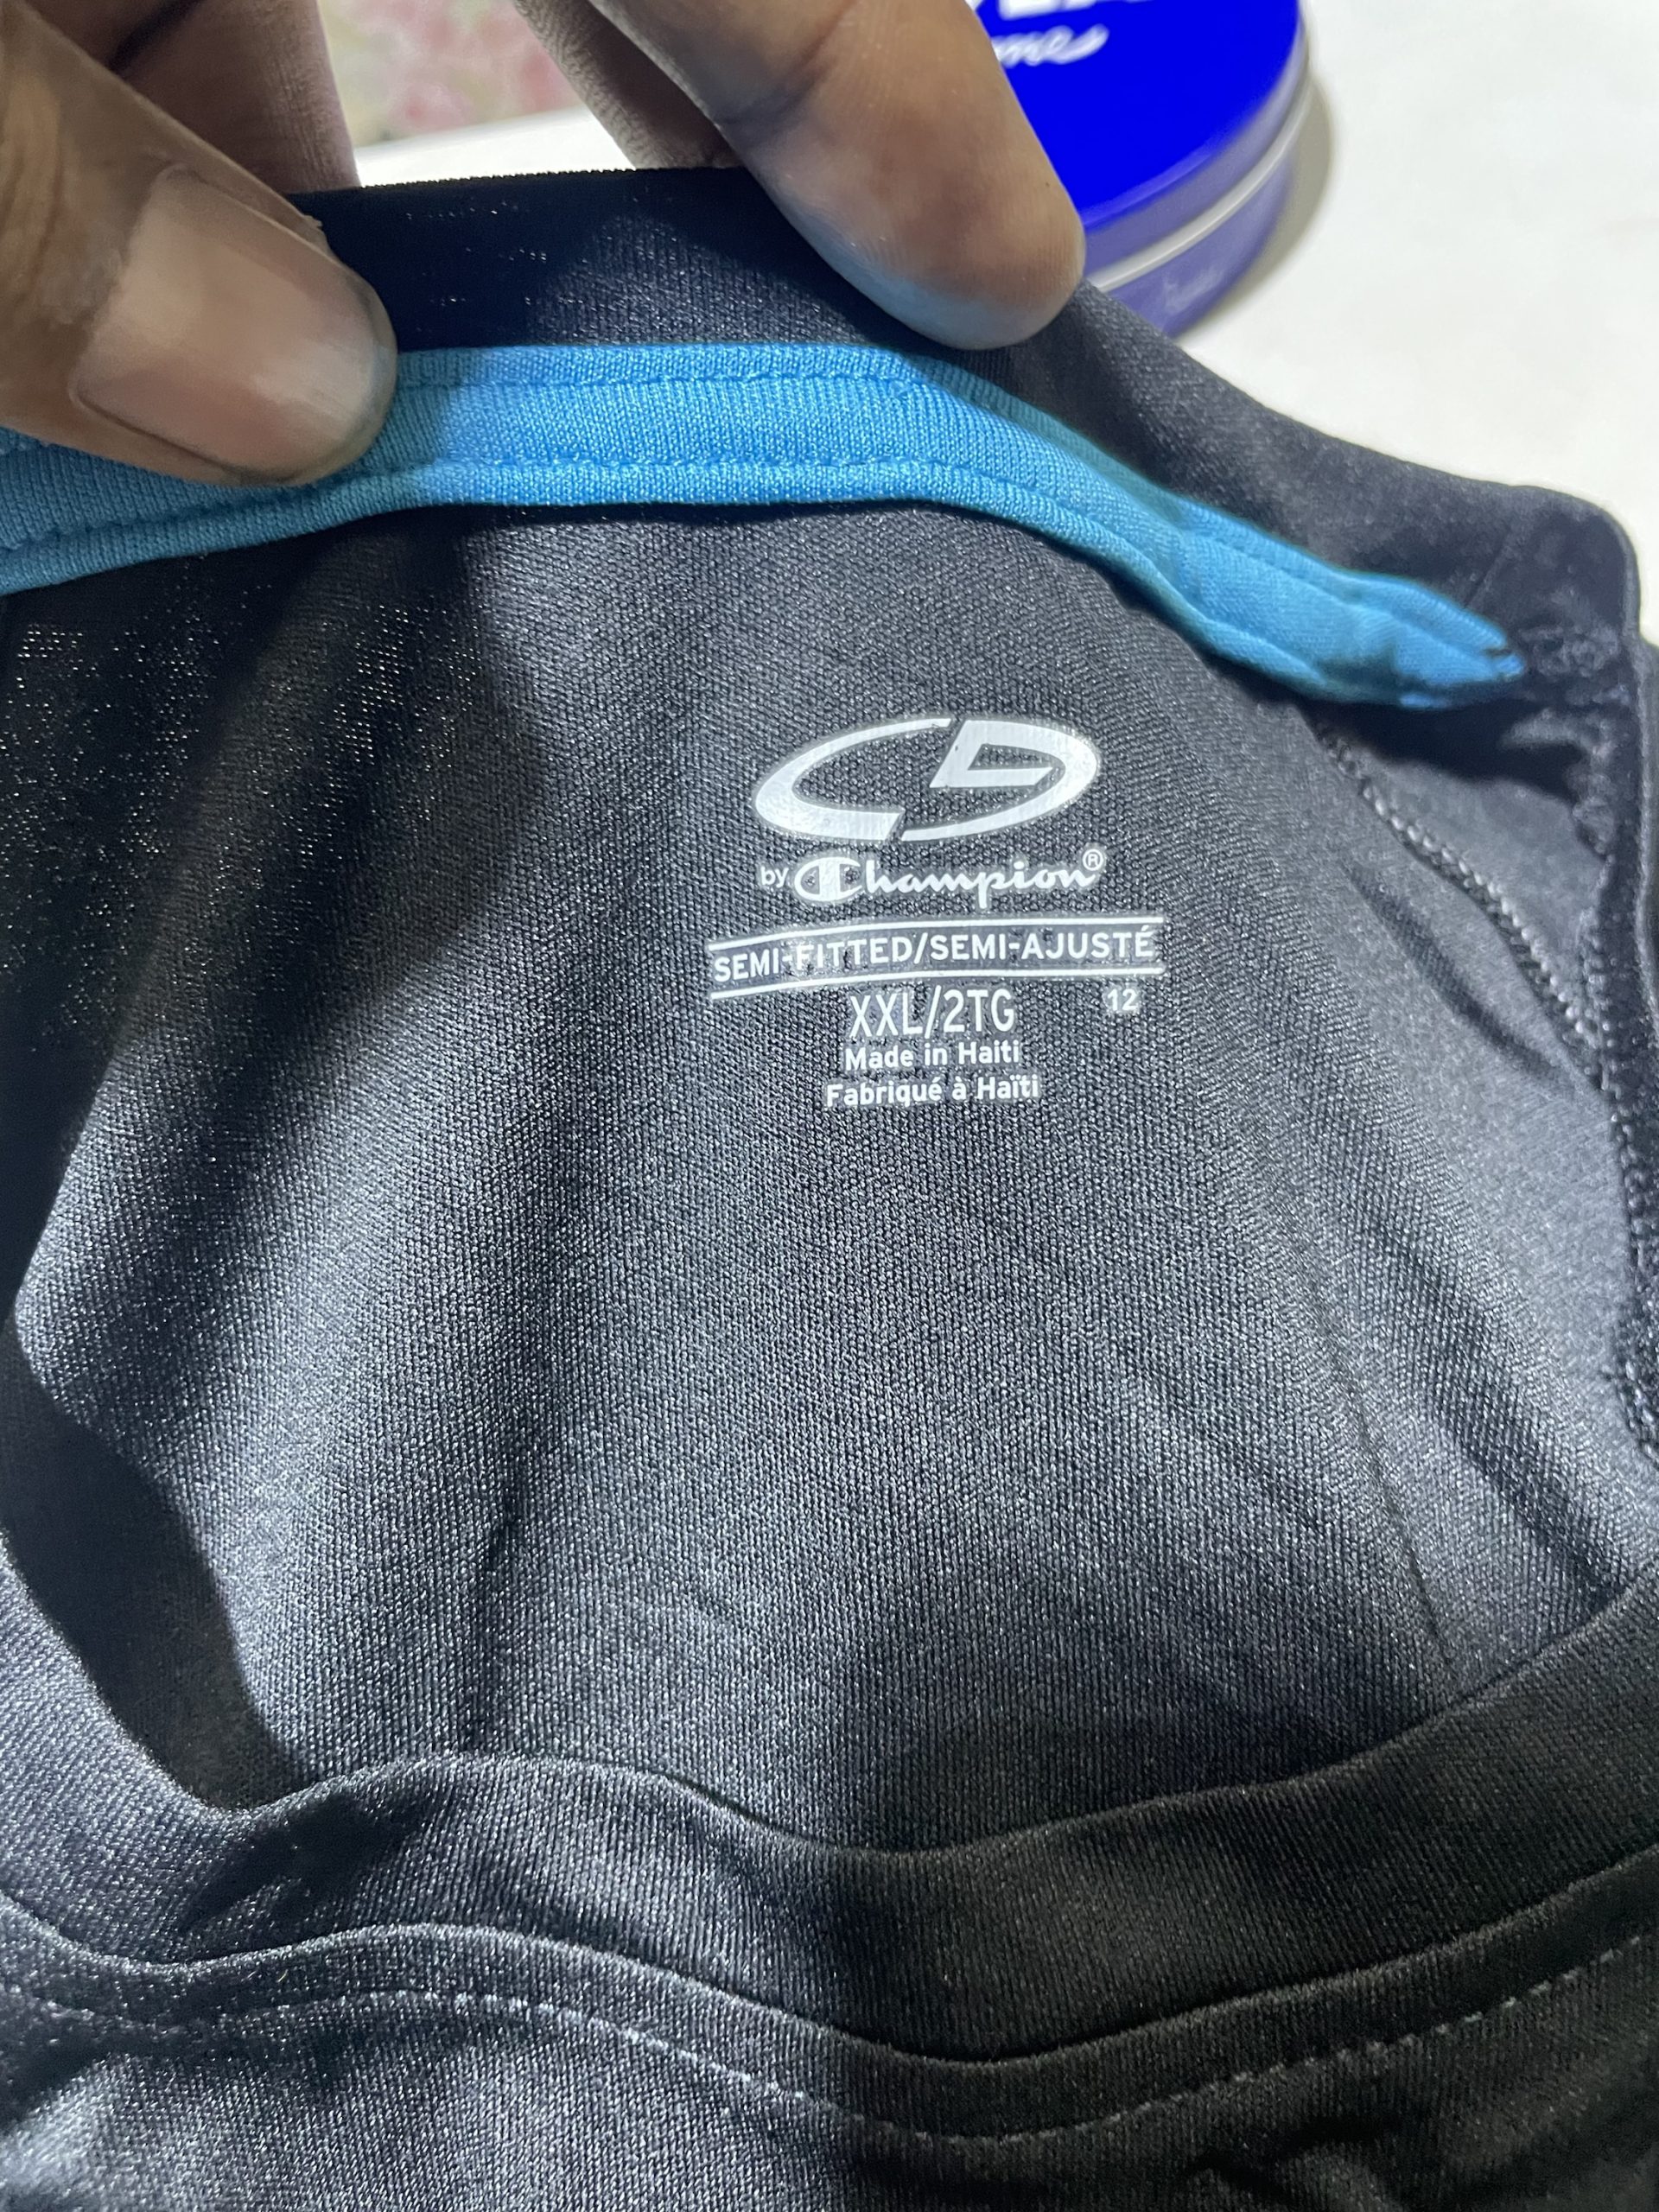 by Champion®
SEMI-FITTED/SEMI-AJUSTÉ
XXL/2TG 12
Made in Haiti
Fabriqué à Haïti